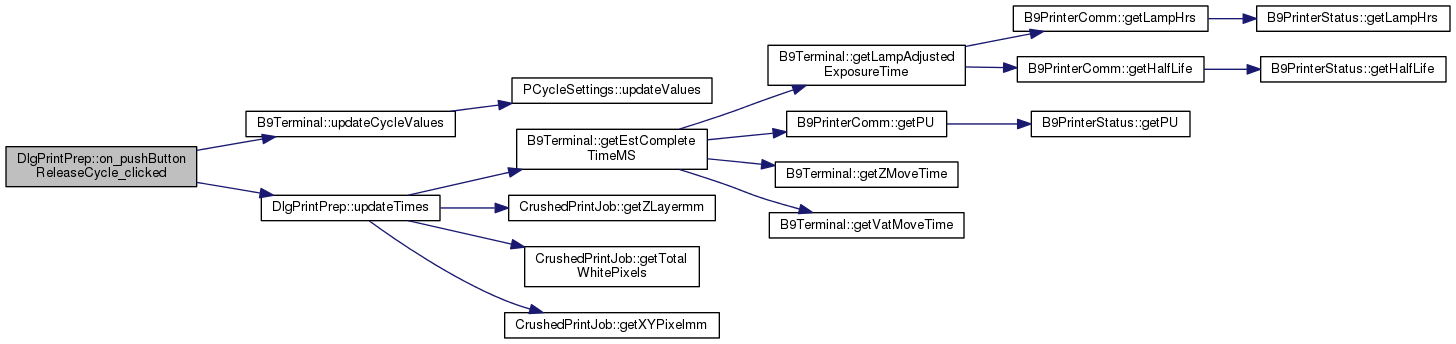 DlgPrintPrep::on_pushButton
ReleaseCycle_clicked
B9Terminal::updateCycleValues
PCycleSettings::updateValues
DlgPrintPrep::updateTimes
B9Terminal::getEstComplete
TimeMS
B9Terminal::getLampAdjusted
ExposureTime
B9PrinterComm::getLampHrs
B9PrinterStatus::getLampHrs
B9PrinterComm::getHalfLife
B9PrinterStatus::getHalfLife
B9PrinterComm::getPU
B9PrinterStatus::getPU
B9Terminal::getZMoveTime
B9Terminal::getVatMoveTime
CrushedPrintJob::getZLayermm
CrushedPrintJob::getTotal
WhitePixels
CrushedPrintJob::getXYPixelmm